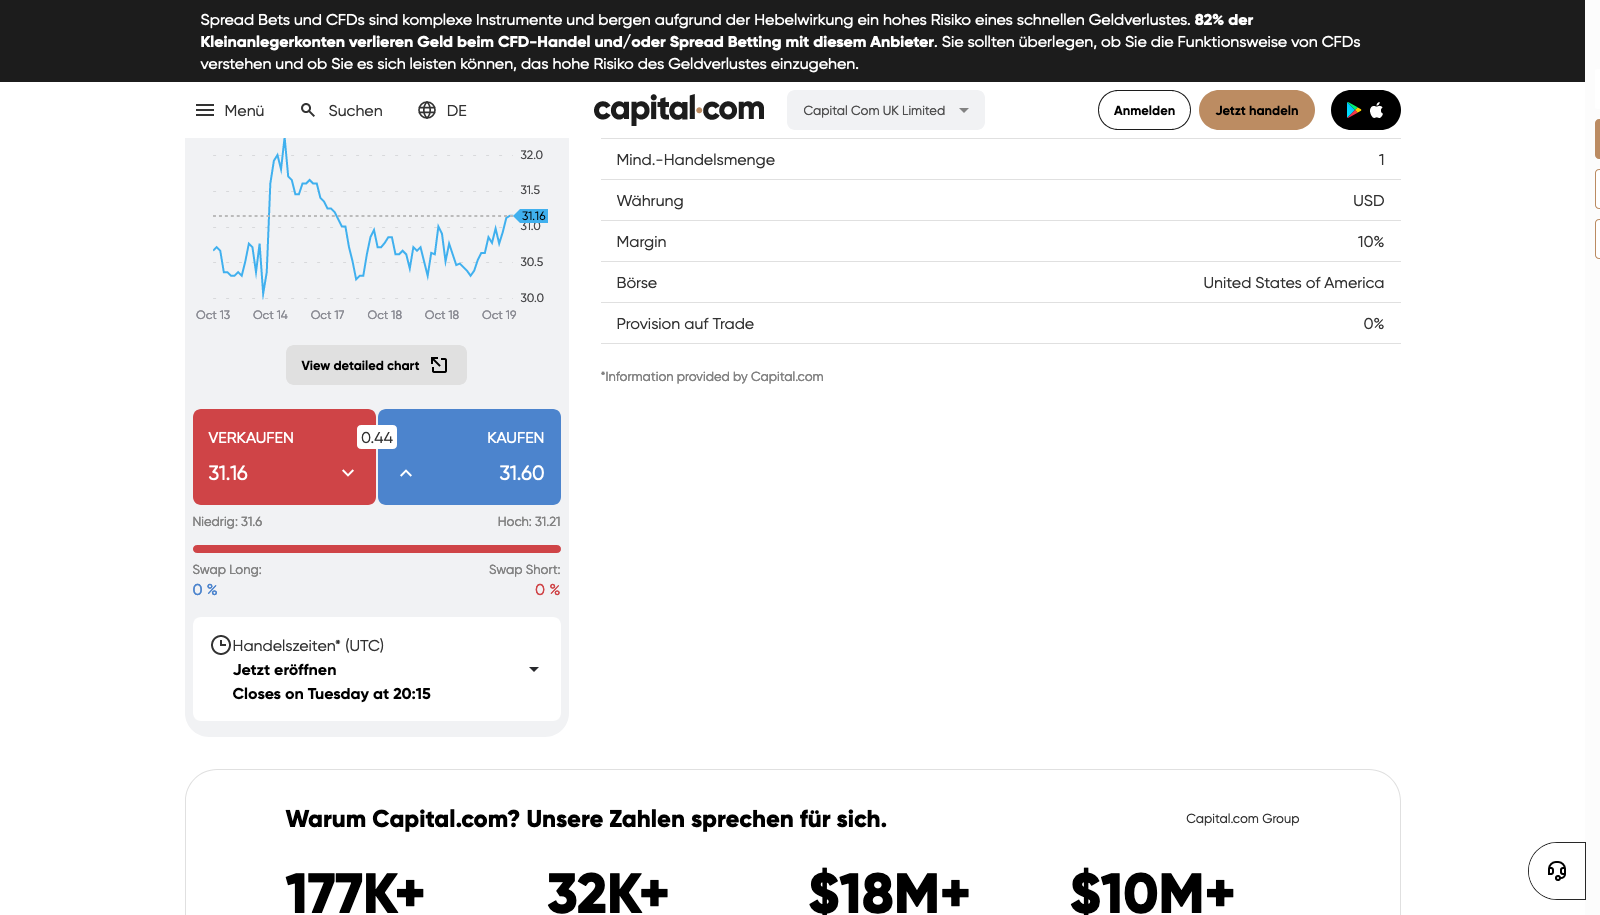 Spread Bets und CFDs sind komplexe Instrumente und bergen aufgrund der Hebelwirkung ein hohes Risiko eines schnellen Geldverlustes. 82% der
Kleinanlegerkonten verlieren Geld beim CFD-Handel und/oder Spread Betting mit diesem Anbieter. Sie sollten überlegen, ob Sie die Funktionsweise von CFDs
verstehen und ob Sie es sich leisten können, das hohe Risiko des Geldverlustes einzugehen.
Menü
Suchen
DE
capital.com
Capital Com UK Limited
Anmelden
Jetzt handeln
32.0
31.5
31.16
31.0
30.5
30.0
Oct 13 Oct 14 Oct 17 Oct 18 Oct 18 Oct 19
View detailed chart
VERKAUFEN 0.44 KAUFEN
31.16 31.60
Niedrig: 31.6 Hoch: 31.21
Swap Long: Swap Short:
0 % 0 %
Handelszeiten* (UTC)
Jetzt eröffnen
Closes on Tuesday at 20:15
Mind.-Handelsmenge 1
Währung USD
Margin 10%
Börse United States of America
Provision auf Trade 0%
*Information provided by Capital.com
Warum Capital.com? Unsere Zahlen sprechen für sich.
Capital.com Group
177K+ 32K+ $18M+ $10M+